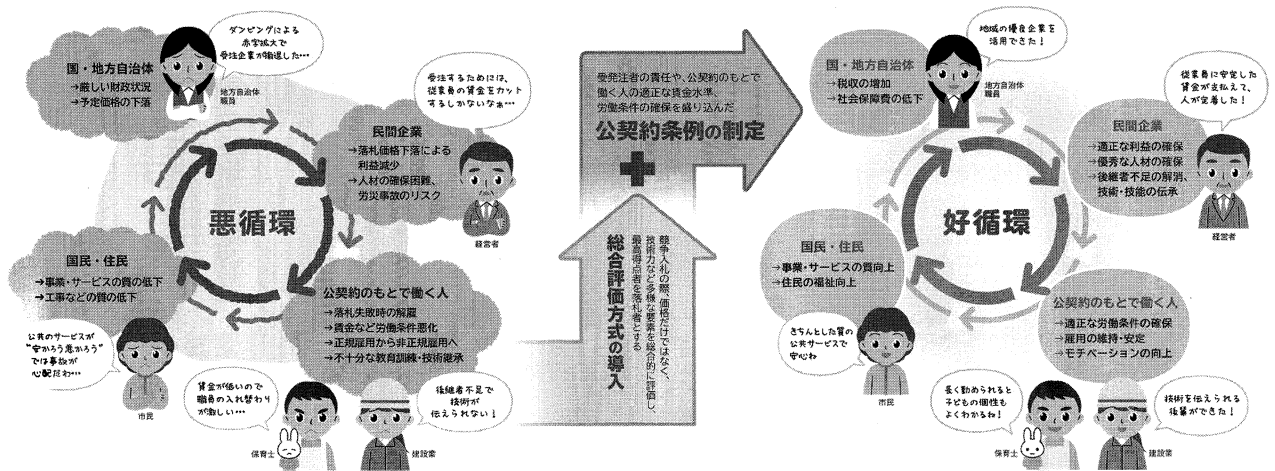 ダンピングによる
赤字拡大で
受注企業が撤退した…
国・地方自治体
→厳しい財政状況
→予定価格の下落
地方自治体
職員
受注するためには、
従業員の賃金をカット
するしかないなぁ…
民間企業
→落札価格下落による
利益減少
→人材の確保困難、
労災事故のリスク
経営者
悪循環
国民・住民
→事業・サービスの質の低下
→工事などの質の低下
公共のサービスが
“安かろう悪かろう”
では事故が
心配だわ…
市民
公契約のもとで働く人
→落札失敗時の解雇
→賃金など労働条件悪化
→正規雇用から非正規雇用へ
→不十分な教育訓練・技術継承
賃金が低いので
職員の入れ替わり
が激しい…
保育士
後継者不足で
技術が
伝えられない!
建設業
受発注者の責任や、公契約のもとで
働く人の適正な賃金水準、
労働条件の確保を盛り込んだ
公契約条例の制定
競争入札の際、価格だけではなく、
技術力など多様な要素を総合的に評価し、
最高得点者を落札者とする
総合評価方式の導入
地域の優良企業を
活用できた!
国・地方自治体
→税収の増加
→社会保障費の低下
地方自治体
職員
従業員に安定した
賃金が支払えて、
人が定着した!
民間企業
→適正な利益の確保
→優秀な人材の確保
→後継者不足の解消、
技術・技能の伝承
経営者
好循環
国民・住民
→事業・サービスの質向上
→住民の福祉向上
きちんとした質の
公共サービスで
安心ね
市民
公契約のもとで働く人
→適正な労働条件の確保
→雇用の維持・安定
→モチベーションの向上
長く勤められると
子どもの個性も
よくわかるね!
保育士
技術を伝えられる
後輩ができた!
建設業